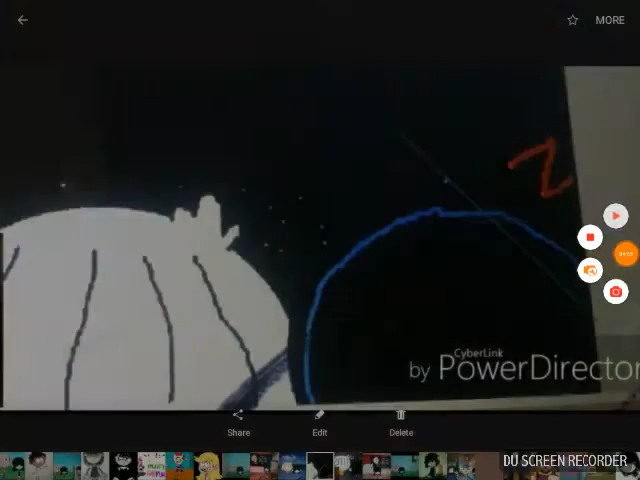 MORE
Z
CyberLink
by PowerDirector
Share
Edit
Delete
DU SCREEN RECORDER